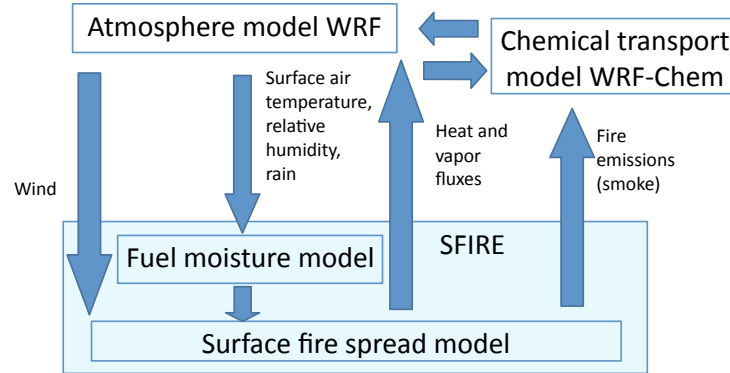 Atmosphere model WRF
Chemical transport
model WRF-Chem
Surface air
temperature,
relative
humidity,
rain
Heat and
vapor
fluxes
Fire
emissions
(smoke)
Wind
SFIRE
Fuel moisture model
Surface fire spread model